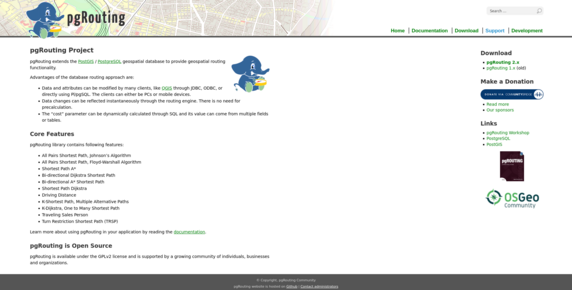 pgRouting
Search ...
Home
Documentation
Download
Support
Development
pgRouting Project
pgRouting extends the PostGIS / PostgreSQL geospatial database to provide geospatial routing
functionality.
Advantages of the database routing approach are:
Data and attributes can be modified by many clients, like QGIS through JDBC, ODBC, or
directly using Pl/pgSQL. The clients can either be PCs or mobile devices.
Data changes can be reflected instantaneously through the routing engine. There is no need for
precalculation.
The "cost" parameter can be dynamically calculated through SQL and its value can come from multiple fields
or tables.
Core Features
pgRouting library contains following features:
All Pairs Shortest Path, Johnson's Algorithm
All Pairs Shortest Path, Floyd-Warshall Algorithm
Shortest Path A*
Bi-directional Dijkstra Shortest Path
Bi-directional A* Shortest Path
Shortest Path Dijkstra
Driving Distance
K-Shortest Path, Multiple Alternative Paths
K-Dijkstra, One to Many Shortest Path
Traveling Sales Person
Turn Restriction Shortest Path (TRSP)
Learn more about using pgRouting in your application by reading the documentation.
pgRouting is Open Source
pgRouting is available under the GPLv2 license and is supported by a growing community of individuals, businesses
and organizations.
Download
pgRouting 2.x
pgRouting 1.x (old)
Make a Donation
Read more
Our sponsors
Links
pgRouting Workshop
PostgreSQL
PostGIS
pgROUTING
OSGeo
Community
© Copyright, pgRouting Community.
pgRouting website is hosted on Github | Contact administrators